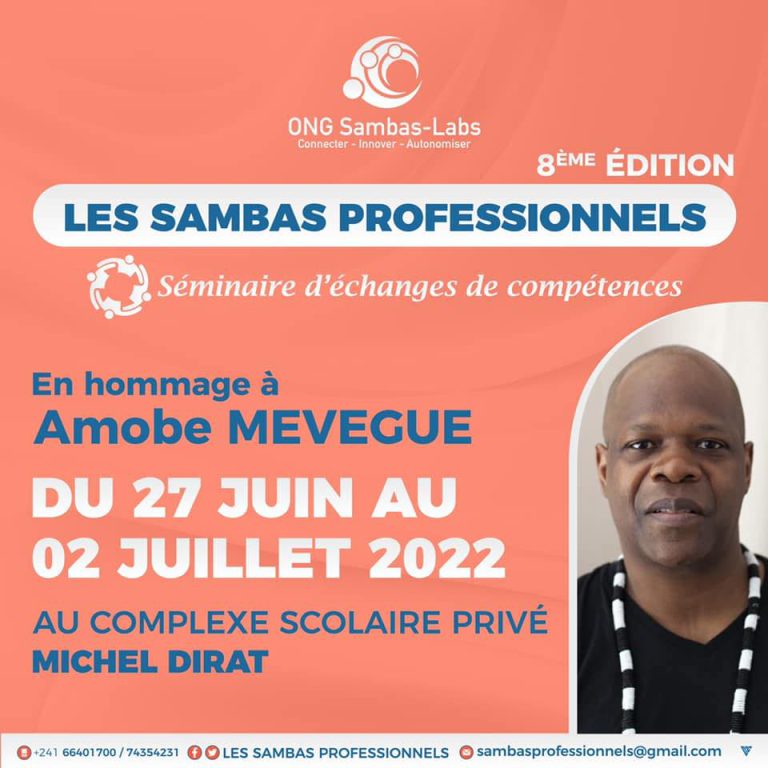 ONG Sambas-Labs
Connecter - Innover - Autonomiser
8ÈME ÉDITION
LES SAMBAS PROFESSIONNELS
Séminaire d'échanges de compétences
En hommage à
Amobe MEVEGUE
DU 27 JUIN AU
02 JUILLET 2022
AU COMPLEXE SCOLAIRE PRIVÉ
MICHEL DIRAT
+241 66401700 / 74354231 LES SAMBAS PROFESSIONNELS sambasprofessionnels@gmail.com